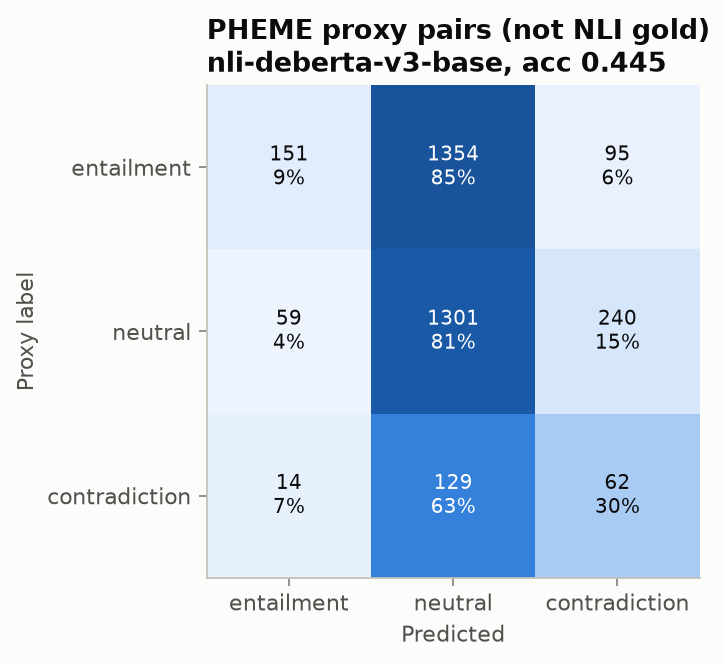 PHEME proxy pairs (not NLI gold)
nli-deberta-v3-base, acc 0.445
Proxy label
entailment
151
9%
1354
85%
95
6%
neutral
59
4%
1301
81%
240
15%
contradiction
14
7%
129
63%
62
30%
entailment
neutral
contradiction
Predicted